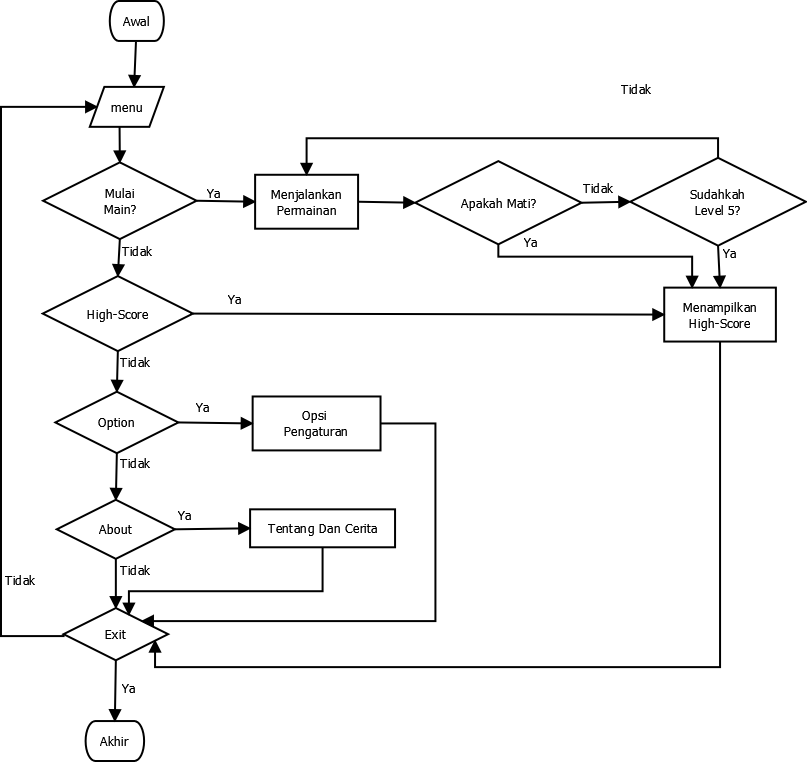 Awal
menu
Tidak
Mulai
Main?
Ya
Menjalankan
Permainan
Apakah Mati?
Tidak
Sudahkah
Level 5?
Ya
Ya
Tidak
High-Score
Ya
Menampilkan
High-Score
Tidak
Option
Ya
Opsi
Pengaturan
Tidak
About
Ya
Tentang Dan Cerita
Tidak
Tidak
Exit
Ya
Akhir